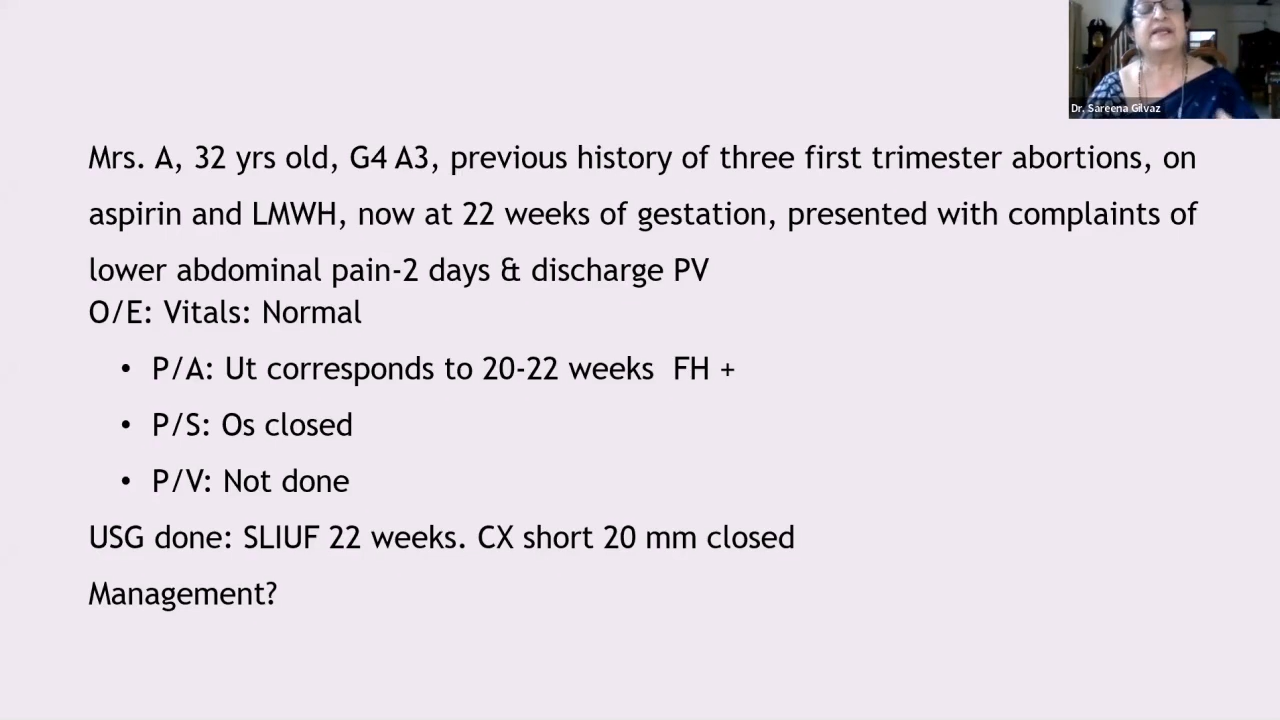 Dr. Sareena Gilvaz
Mrs. A, 32 yrs old, G4 A3, previous history of three first trimester abortions, on
aspirin and LMWH, now at 22 weeks of gestation, presented with complaints of
lower abdominal pain-2 days & discharge PV
O/E: Vitals: Normal
• P/A: Ut corresponds to 20-22 weeks FH +
• P/S: Os closed
• P/V: Not done
USG done: SLIUF 22 weeks. CX short 20 mm closed
Management?